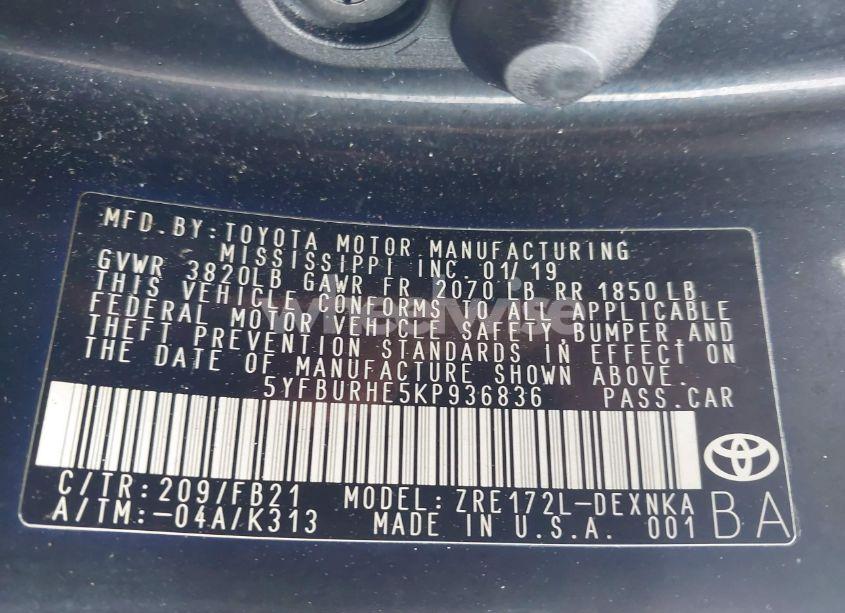 MFD. BY: TOYOTA MOTOR MANUFACTURING
MISSISSIPPI INC. 01/19
GVWR 3820LB GAWR FR 2070 LB RR 1850 LB
THIS VEHICLE CONFORMS TO ALL APPLICABLE
FEDERAL MOTOR VEHICLE SAFETY, BUMPER, AND
THEFT PREVENTION STANDARDS IN EFFECT ON
THE DATE OF MANUFACTURE SHOWN ABOVE.
5YFBURHE5KP936836 PASS.CAR
C/TR: 209/FB21 MODEL: ZRE172L-DEXNKA
A/TM: -04A/K313 MADE IN U.S.A. 001
BA